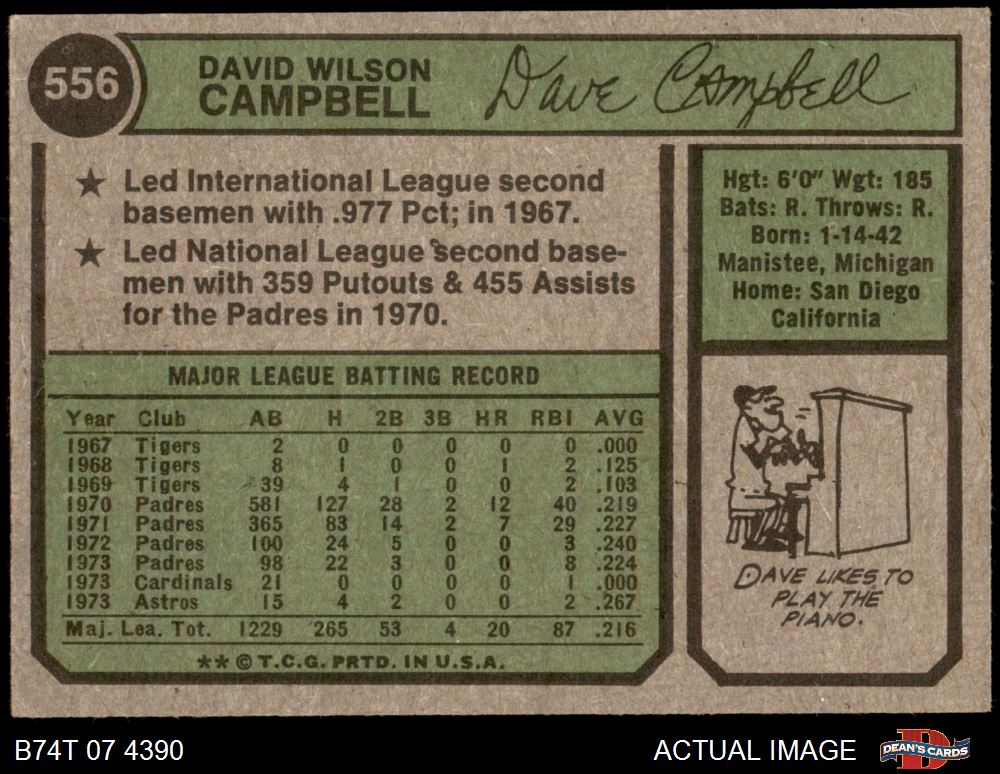 556
DAVID WILSON
CAMPBELL
Dave Campbell
★ Led International League second
basemen with .977 Pct; in 1967.
★ Led National League second base-
men with 359 Putouts & 455 Assists
for the Padres in 1970.
Hgt: 6'0" Wgt: 185
Bats: R. Throws: R.
Born: 1-14-42
Manistee, Michigan
Home: San Diego
California
MAJOR LEAGUE BATTING RECORD
Year Club AB H 2B 3B HR RBI AVG
1967 Tigers 2 0 0 0 0 0 .000
1968 Tigers 8 1 0 0 1 2 .125
1969 Tigers 39 4 1 0 0 2 .103
1970 Padres 581 127 28 2 12 40 .219
1971 Padres 365 83 14 2 7 29 .227
1972 Padres 100 24 5 0 0 3 .240
1973 Padres 98 22 3 0 0 8 .224
1973 Cardinals 21 0 0 0 0 1 .000
1973 Astros 15 4 2 0 0 2 .267
Maj. Lea. Tot. 1229 265 53 4 20 87 .216
** © T.C.G. PRTD. IN U.S.A.
DAVE LIKES TO
PLAY THE
PIANO.
B74T 07 4390
ACTUAL IMAGE
DEAN'S CARDS